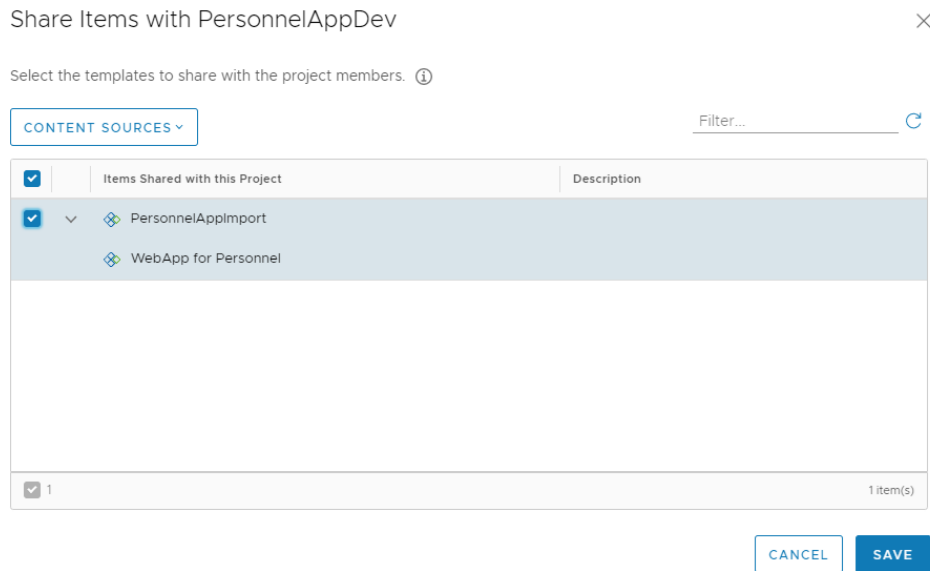 Share Items with PersonnelAppDev
Select the templates to share with the project members.
CONTENT SOURCES
Filter...
Items Shared with this Project Description
PersonnelAppImport
WebApp for Personnel
1 1 item(s)
CANCEL SAVE